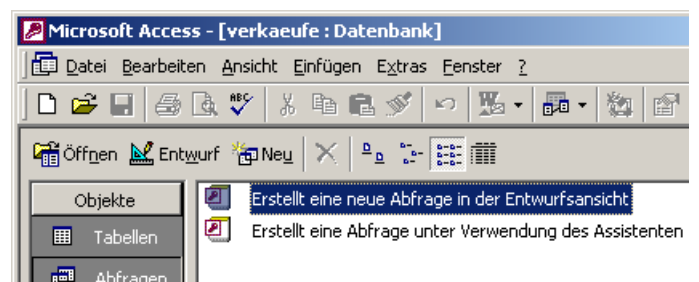 Microsoft Access - [verkaeufe : Datenbank]
Datei Bearbeiten Ansicht Einfügen Extras Fenster ?
ABC
Öffnen Entwurf Neu
Objekte
Erstellt eine neue Abfrage in der Entwurfsansicht
Tabellen
Erstellt eine Abfrage unter Verwendung des Assistenten
Abfragen